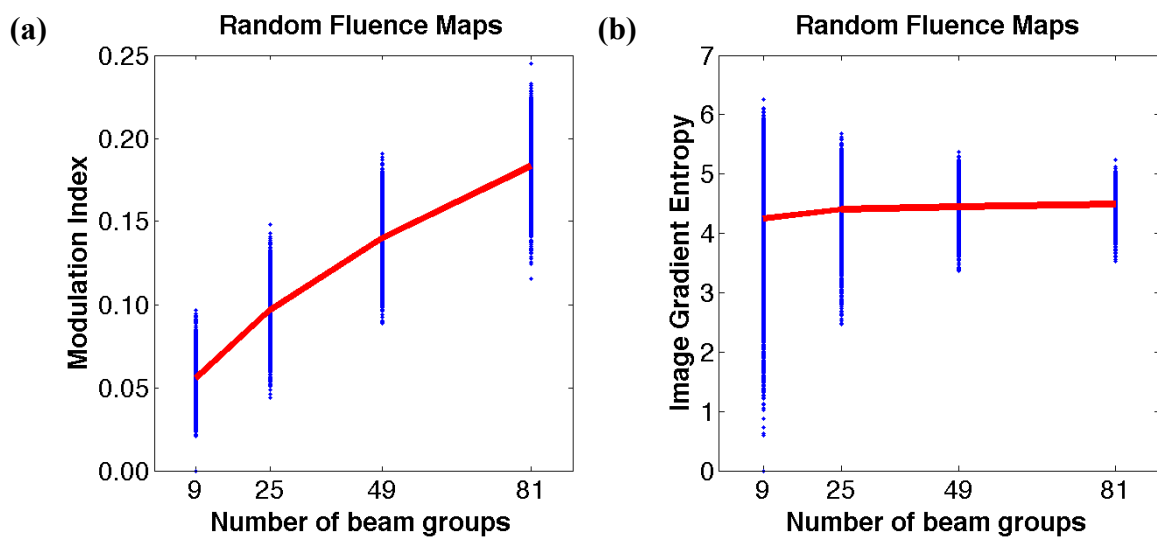 (a)
Random Fluence Maps
0.25
0.20
0.15
0.10
0.05
0.00
Modulation Index
9 25 49 81
Number of beam groups
(b)
Random Fluence Maps
7
6
5
4
3
2
1
0
Image Gradient Entropy
9 25 49 81
Number of beam groups